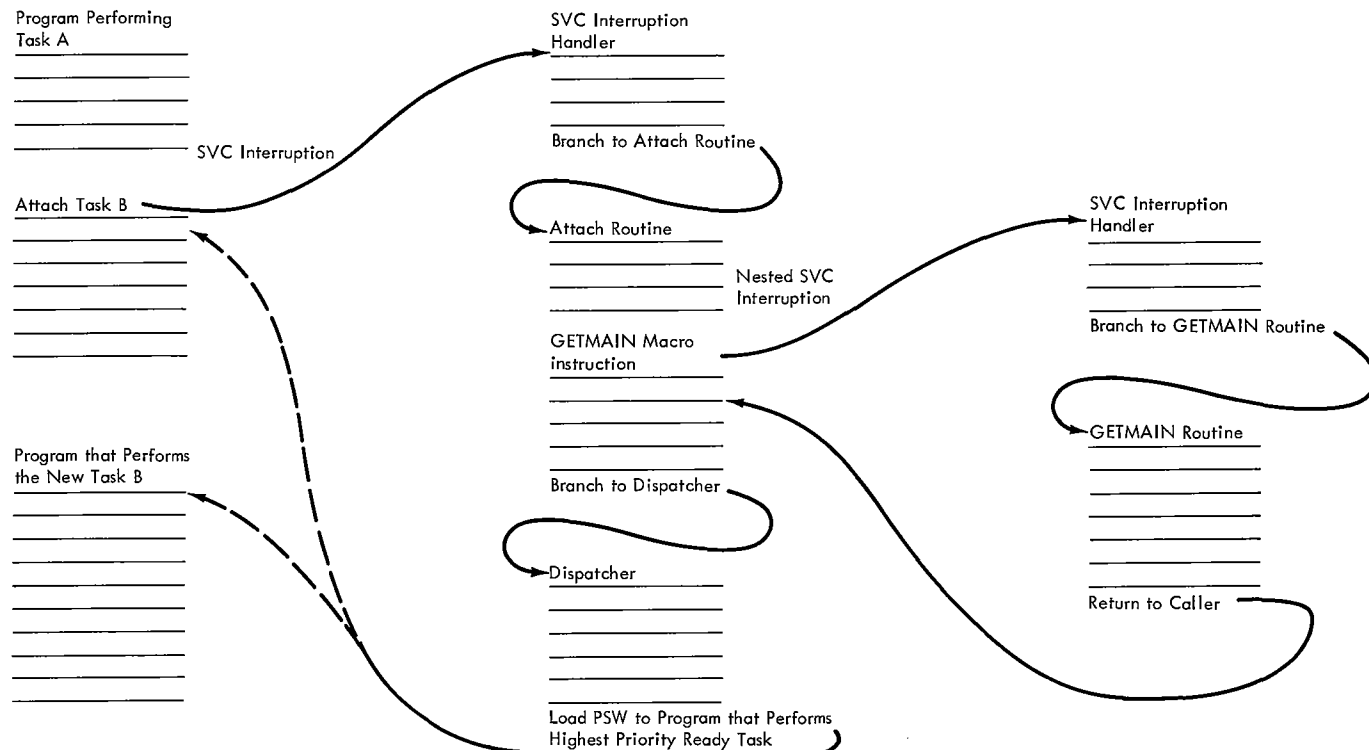 Program Performing
Task A
SVC Interruption
Attach Task B
Program that Performs
the New Task B
SVC Interruption
Handler
Branch to Attach Routine
Attach Routine
Nested SVC
Interruption
GETMAIN Macro
instruction
Branch to Dispatcher
Dispatcher
Load PSW to Program that Performs
Highest Priority Ready Task
SVC Interruption
Handler
Branch to GETMAIN Routine
GETMAIN Routine
Return to Caller